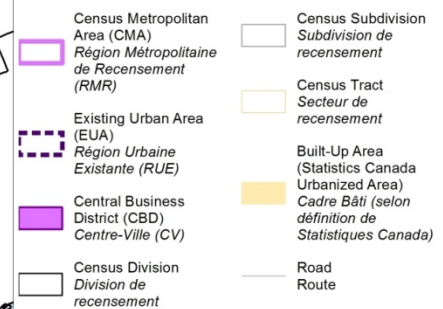 Census Metropolitan
Area (CMA)
Région Métropolitaine
de Recensement
(RMR)
Existing Urban Area
(EUA)
Région Urbaine
Existante (RUE)
Central Business
District (CBD)
Centre-Ville (CV)
Census Division
Division de
recensement
Census Subdivision
Subdivision de
recensement
Census Tract
Secteur de
recensement
Built-Up Area
(Statistics Canada
Urbanized Area)
Cadre Bâti (selon
définition de
Statistiques Canada)
Road
Route